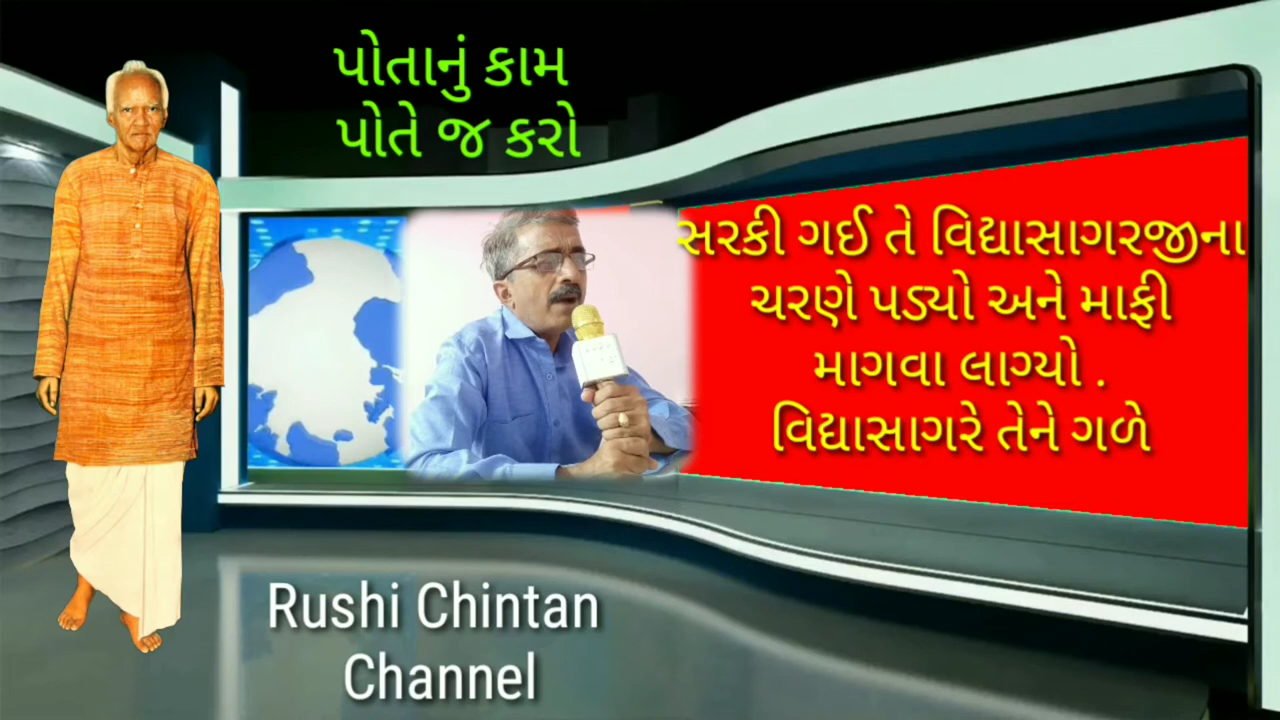 પોતાનું કામ
પોતે જ કરો
સરકી ગઈ તે વિદ્યાસાગરજીના
ચરણે પડ્યો અને માફી
માગવા લાગ્યો .
વિદ્યાસાગરે તેને ગળે
Rushi Chintan
Channel